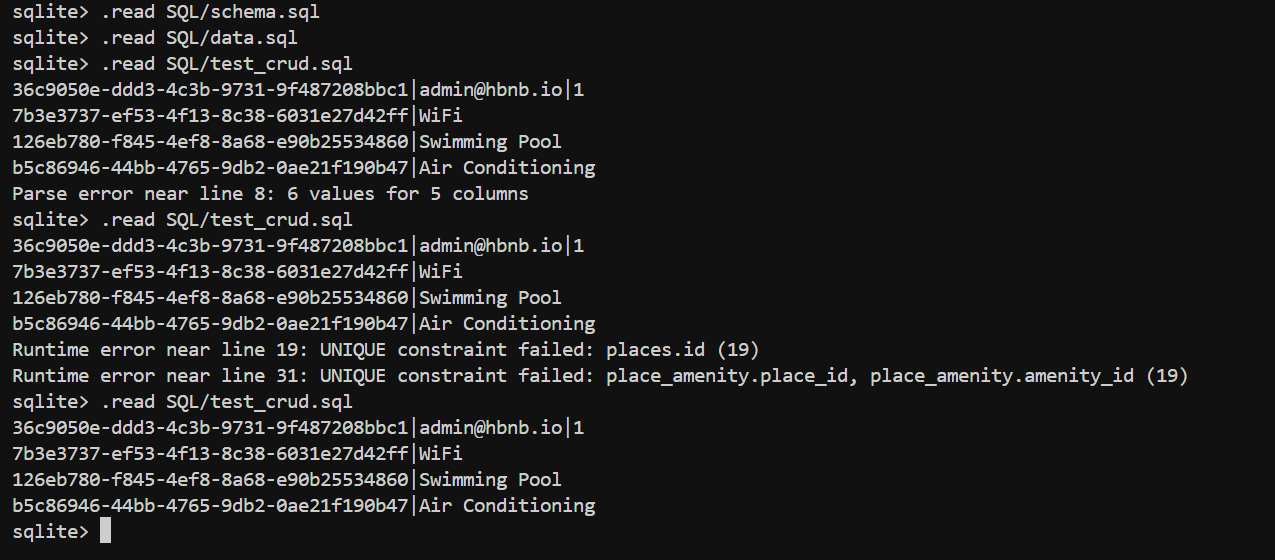 sqlite> .read SQL/schema.sql
sqlite> .read SQL/data.sql
sqlite> .read SQL/test_crud.sql
36c9050e-ddd3-4c3b-9731-9f487208bbc1|admin@hbnb.io|1
7b3e3737-ef53-4f13-8c38-6031e27d42ff|WiFi
126eb780-f845-4ef8-8a68-e90b25534860|Swimming Pool
b5c86946-44bb-4765-9db2-0ae21f190b47|Air Conditioning
Parse error near line 8: 6 values for 5 columns
sqlite> .read SQL/test_crud.sql
36c9050e-ddd3-4c3b-9731-9f487208bbc1|admin@hbnb.io|1
7b3e3737-ef53-4f13-8c38-6031e27d42ff|WiFi
126eb780-f845-4ef8-8a68-e90b25534860|Swimming Pool
b5c86946-44bb-4765-9db2-0ae21f190b47|Air Conditioning
Runtime error near line 19: UNIQUE constraint failed: places.id (19)
Runtime error near line 31: UNIQUE constraint failed: place_amenity.place_id, place_amenity.amenity_id (19)
sqlite> .read SQL/test_crud.sql
36c9050e-ddd3-4c3b-9731-9f487208bbc1|admin@hbnb.io|1
7b3e3737-ef53-4f13-8c38-6031e27d42ff|WiFi
126eb780-f845-4ef8-8a68-e90b25534860|Swimming Pool
b5c86946-44bb-4765-9db2-0ae21f190b47|Air Conditioning
sqlite>